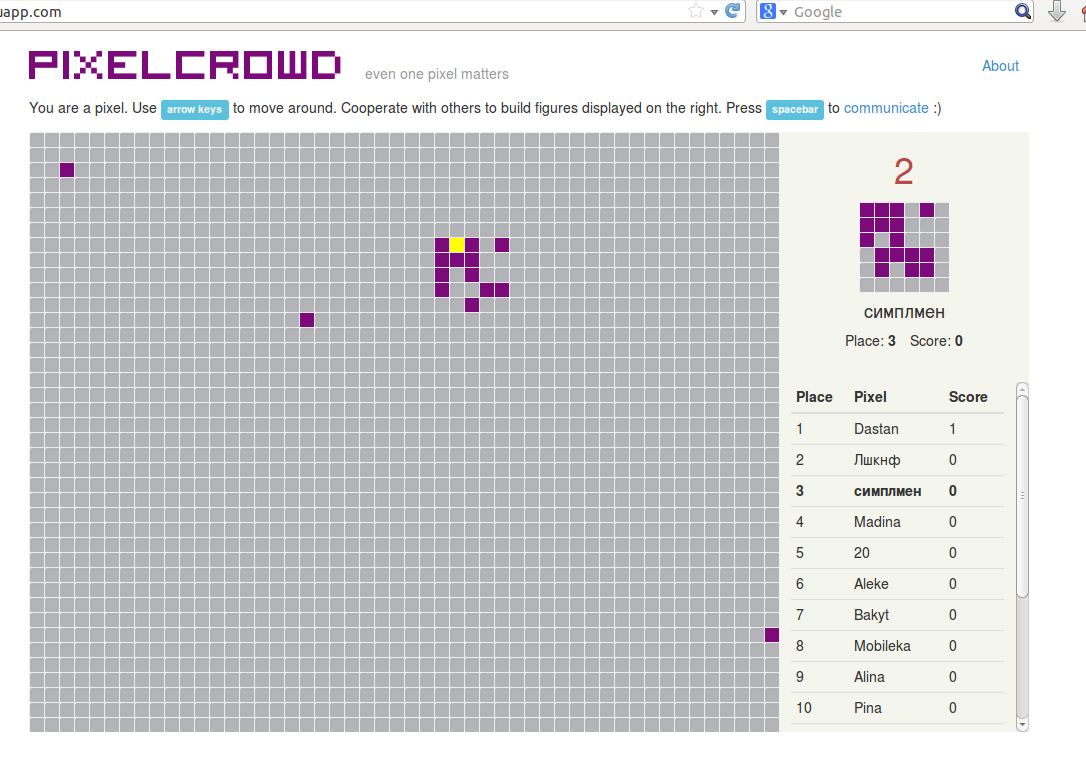 uapp.com Google
PIXELCROWD even one pixel matters About
You are a pixel. Use arrow keys to move around. Cooperate with others to build figures displayed on the right. Press spacebar to communicate :)
2
симплмен
Place: 3 Score: 0
Place Pixel Score
1 Dastan 1
2 Лшкнф 0
3 симплмен 0
4 Madina 0
5 20 0
6 Aleke 0
7 Bakyt 0
8 Mobileka 0
9 Alina 0
10 Pina 0